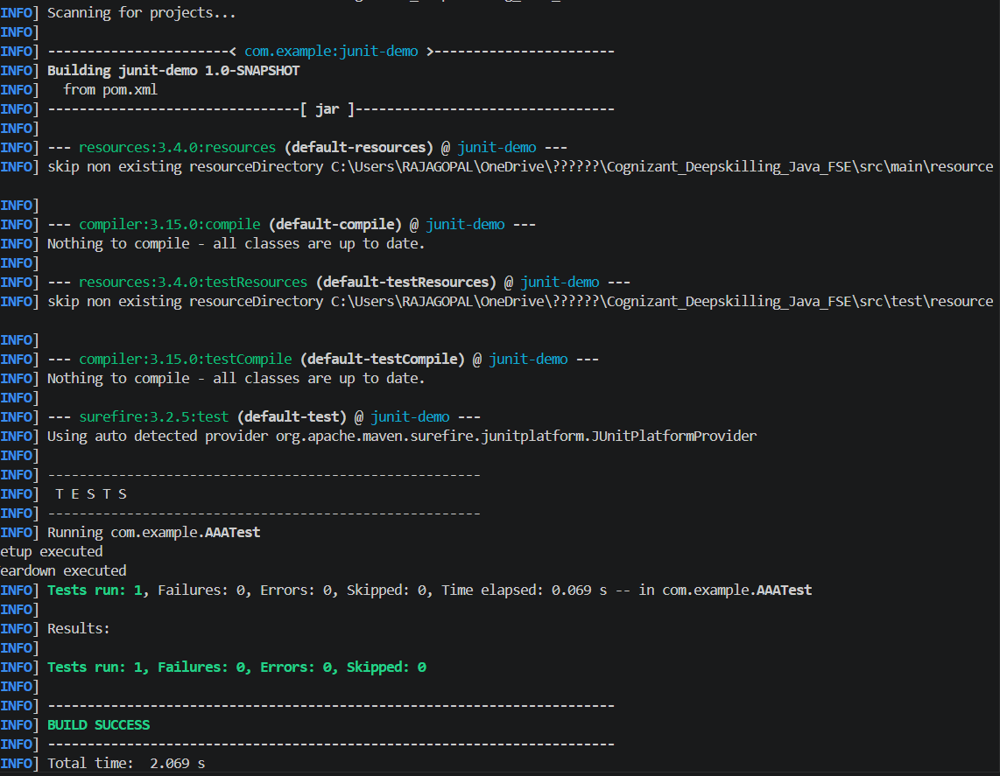 INFO] Scanning for projects...
INFO]
INFO] -----------------------< com.example:junit-demo >-----------------------
INFO] Building junit-demo 1.0-SNAPSHOT
INFO]   from pom.xml
INFO] --------------------------------[ jar ]---------------------------------
INFO]
INFO] --- resources:3.4.0:resources (default-resources) @ junit-demo ---
INFO] skip non existing resourceDirectory C:\Users\RAJAGOPAL\OneDrive\??????\Cognizant_Deepskilling_Java_FSE\src\main\resource
INFO]
INFO] --- compiler:3.15.0:compile (default-compile) @ junit-demo ---
INFO] Nothing to compile - all classes are up to date.
INFO]
INFO] --- resources:3.4.0:testResources (default-testResources) @ junit-demo ---
INFO] skip non existing resourceDirectory C:\Users\RAJAGOPAL\OneDrive\??????\Cognizant_Deepskilling_Java_FSE\src\test\resource
INFO]
INFO] --- compiler:3.15.0:testCompile (default-testCompile) @ junit-demo ---
INFO] Nothing to compile - all classes are up to date.
INFO]
INFO] --- surefire:3.2.5:test (default-test) @ junit-demo ---
INFO] Using auto detected provider org.apache.maven.surefire.junitplatform.JUnitPlatformProvider
INFO]
INFO] -------------------------------------------------------
INFO]  T E S T S
INFO] -------------------------------------------------------
INFO] Running com.example.AAATest
etup executed
eardown executed
INFO] Tests run: 1, Failures: 0, Errors: 0, Skipped: 0, Time elapsed: 0.069 s -- in com.example.AAATest
INFO]
INFO] Results:
INFO]
INFO] Tests run: 1, Failures: 0, Errors: 0, Skipped: 0
INFO]
INFO] ------------------------------------------------------------------------
INFO] BUILD SUCCESS
INFO] ------------------------------------------------------------------------
INFO] Total time:  2.069 s